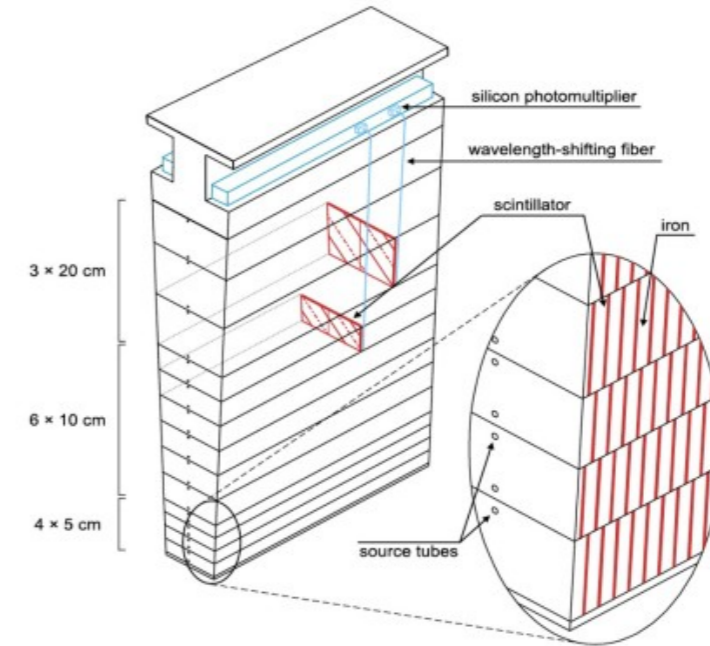 silicon photomultiplier
wavelength-shifting fiber
scintillator
iron
3 × 20 cm
6 × 10 cm
4 × 5 cm
source tubes